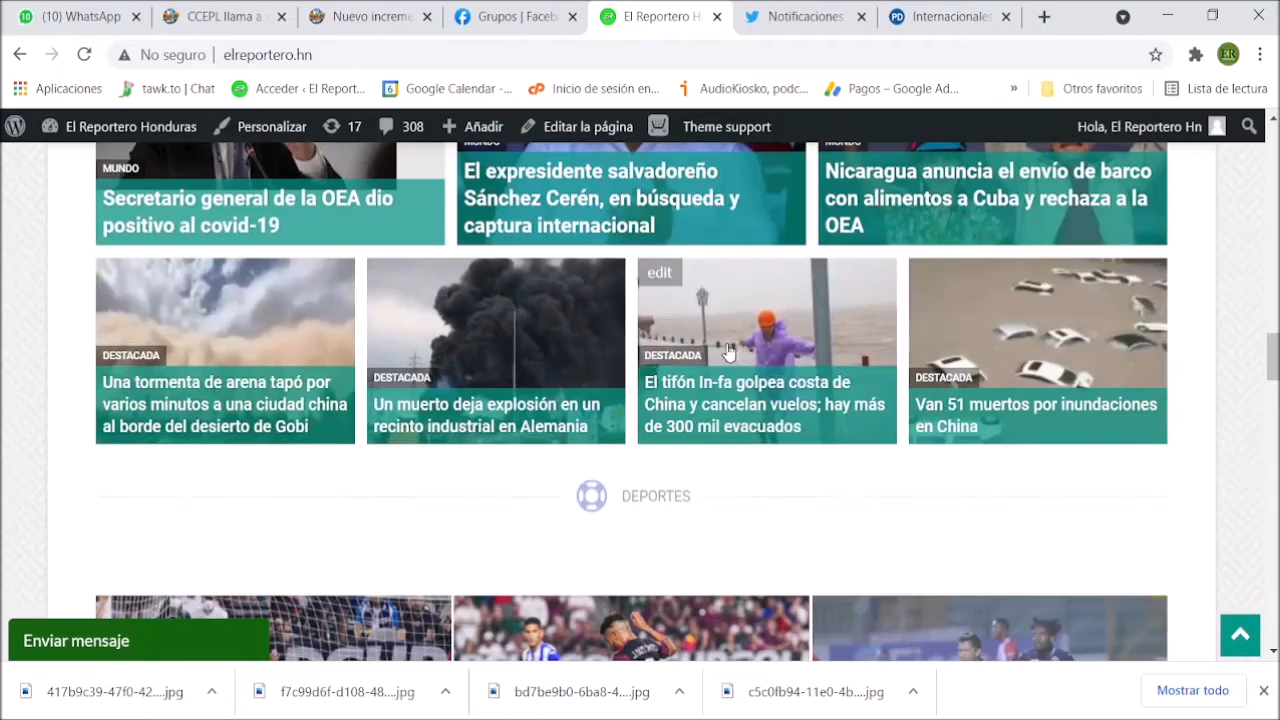 (10) WhatsApp
CCEPL llama a
Nuevo increme
Grupos | Faceb
El Reportero H
Notificaciones
Internacionales
No seguro | elreportero.hn
Aplicaciones
tawk.to | Chat
Acceder ‹ El Report...
Google Calendar -...
Inicio de sesión en...
AudioKiosko, podc...
Pagos – Google Ad...
»
Otros favoritos
Lista de lectura
El Reportero Honduras
Personalizar
17
308
Añadir
Editar la página
Theme support
Hola, El Reportero Hn
MUNDO
Secretario general de la OEA dio
positivo al covid-19
MUNDO
El expresidente salvadoreño
Sánchez Cerén, en búsqueda y
captura internacional
MUNDO
Nicaragua anuncia el envío de barco
con alimentos a Cuba y rechaza a la
OEA
DESTACADA
Una tormenta de arena tapó por
varios minutos a una ciudad china
al borde del desierto de Gobi
DESTACADA
Un muerto deja explosión en un
recinto industrial en Alemania
edit
DESTACADA
El tifón In-fa golpea costa de
China y cancelan vuelos; hay más
de 300 mil evacuados
DESTACADA
Van 51 muertos por inundaciones
en China
DEPORTES
Enviar mensaje
417b9c39-47f0-42....jpg
f7c99d6f-d108-48....jpg
bd7be9b0-6ba8-4....jpg
c5c0fb94-11e0-4b....jpg
Mostrar todo